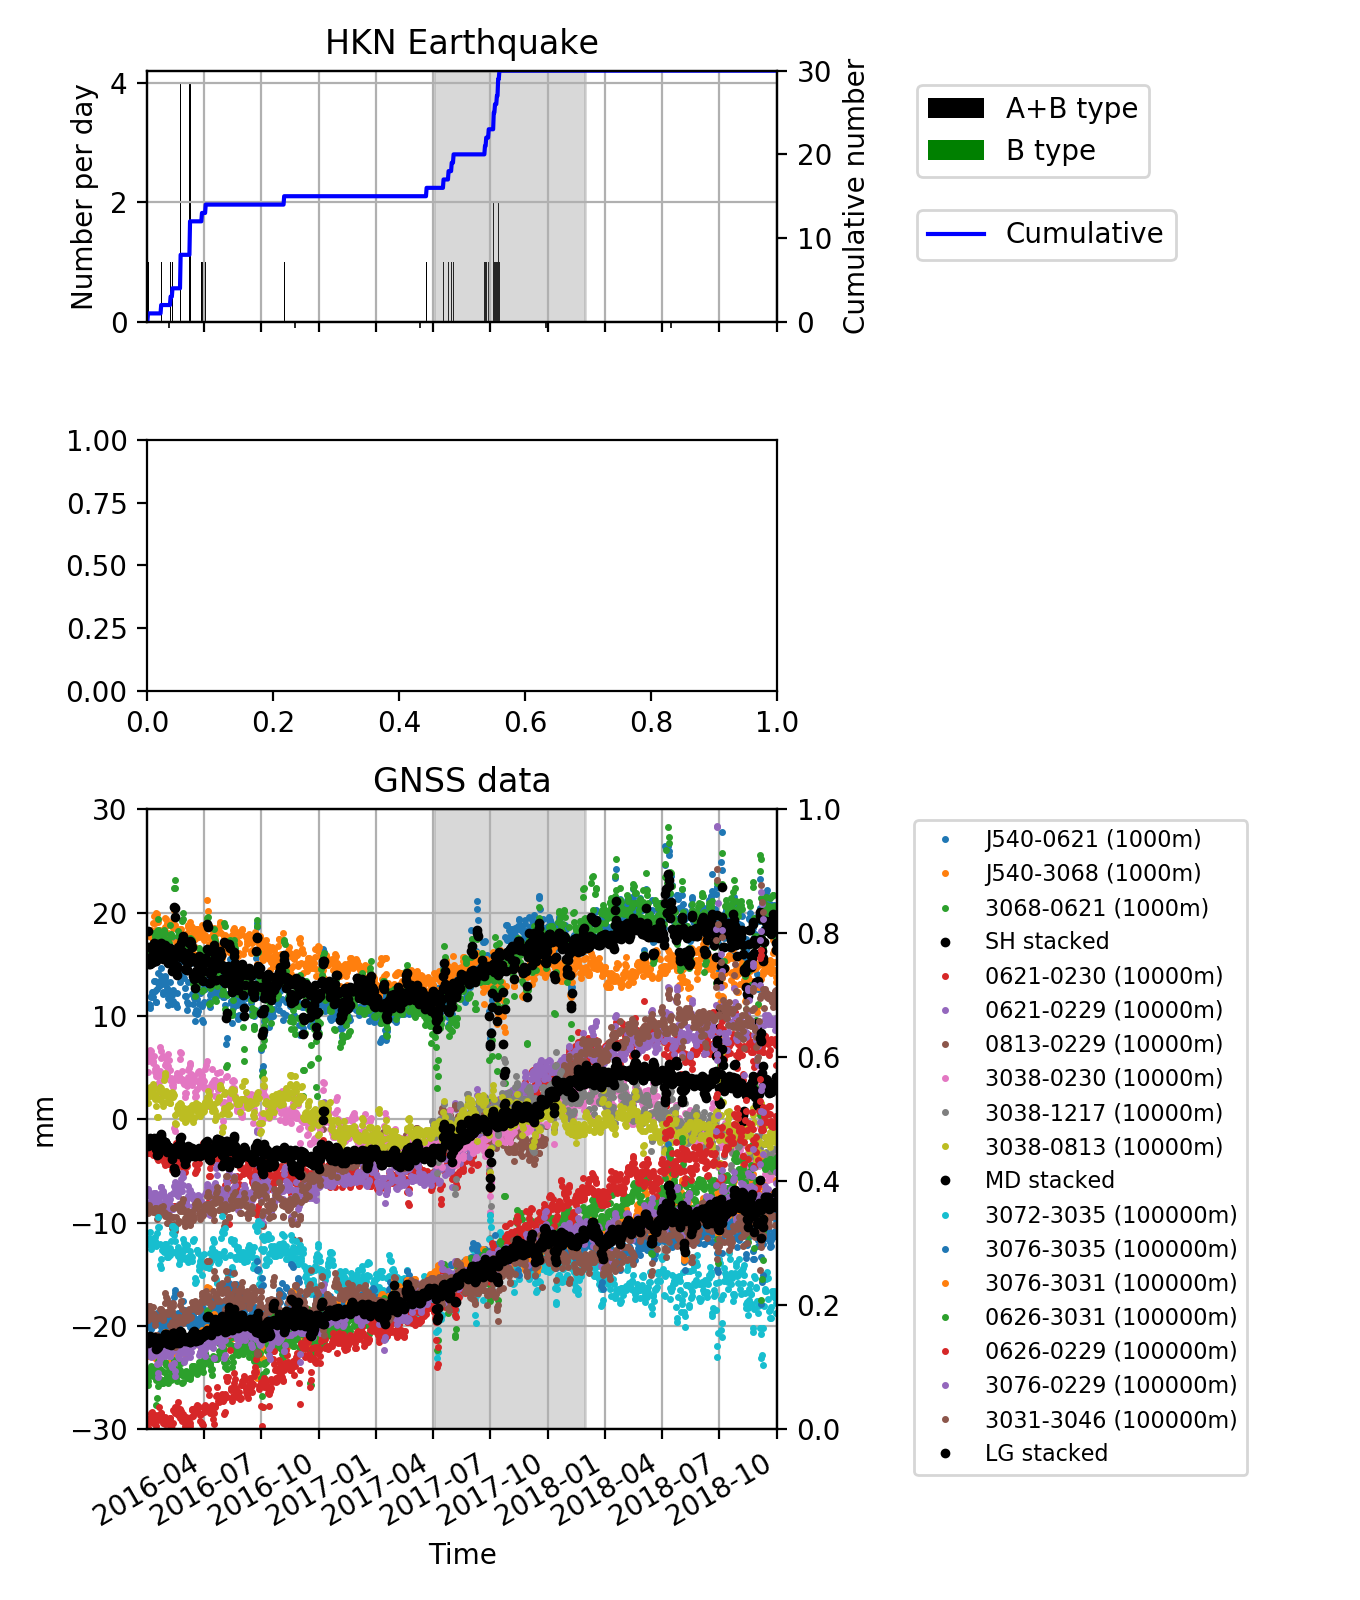 HKN Earthquake
Number per day
4
2
0
30
20
10
0
Cumulative number
A+B type
B type
Cumulative
1.00
0.75
0.50
0.25
0.00
0.0 0.2 0.4 0.6 0.8 1.0
GNSS data
mm
30
20
10
0
−10
−20
−30
1.0
0.8
0.6
0.4
0.2
0.0
2016-04
2016-07
2016-10
2017-01
2017-04
2017-07
2017-10
2018-01
2018-04
2018-07
2018-10
Time
J540-0621 (1000m)
J540-3068 (1000m)
3068-0621 (1000m)
SH stacked
0621-0230 (10000m)
0621-0229 (10000m)
0813-0229 (10000m)
3038-0230 (10000m)
3038-1217 (10000m)
3038-0813 (10000m)
MD stacked
3072-3035 (100000m)
3076-3035 (100000m)
3076-3031 (100000m)
0626-3031 (100000m)
0626-0229 (100000m)
3076-0229 (100000m)
3031-3046 (100000m)
LG stacked